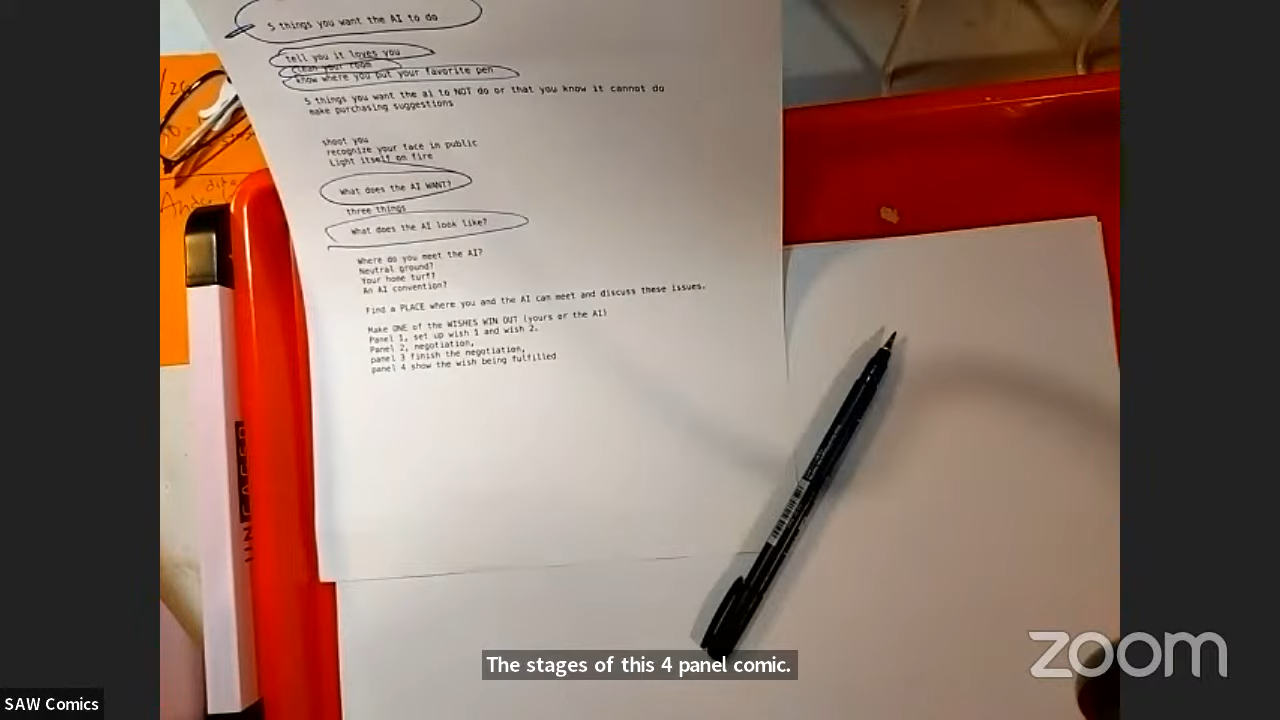 5 things you want the AI to do
tell you it loves you
clean your room
know where you put your favorite pen
5 things you want the ai to NOT do or that you know it cannot do
make purchasing suggestions
shoot you
recognize your face in public
Light itself on fire
What does the AI WANT?
three things
What does the AI look like?
Where do you meet the AI?
Neutral ground?
Your home turf?
An AI convention?
Find a PLACE where you and the AI can meet and discuss these issues.
Make ONE of the WISHES WIN OUT (yours or the AI)
Panel 1, set up wish 1 and wish 2.
Panel 2, negotiation,
panel 3 finish the negotiation,
panel 4 show the wish being fulfilled
The stages of this 4 panel comic.
zoom
SAW Comics